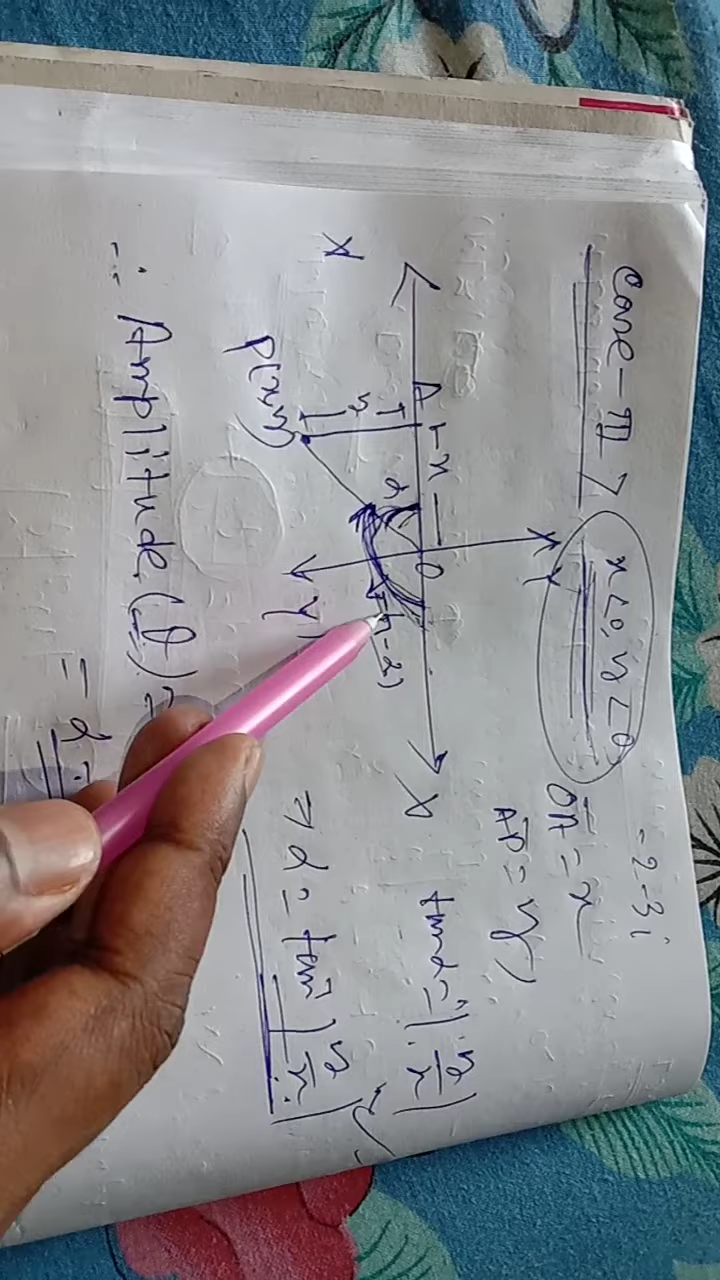 Case-III > x<0, y<0
-2-3i
OA = x
AP = y
A
-x
O
Y
X
X
y
α
P(x,y)
-(π-α)
tanα = |y/x|
⇒ α = tan⁻¹|y/x|
∴ Amplitude (θ) =
= α-